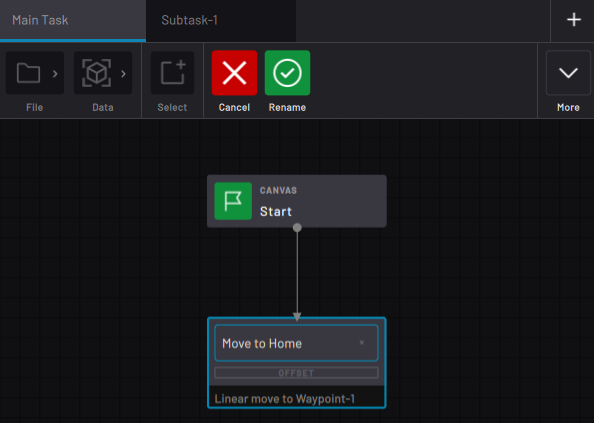 Main Task
Subtask-1
File
Data
Select
Cancel
Rename
More
CANVAS
Start
Move to Home
OFFSET
Linear move to Waypoint-1